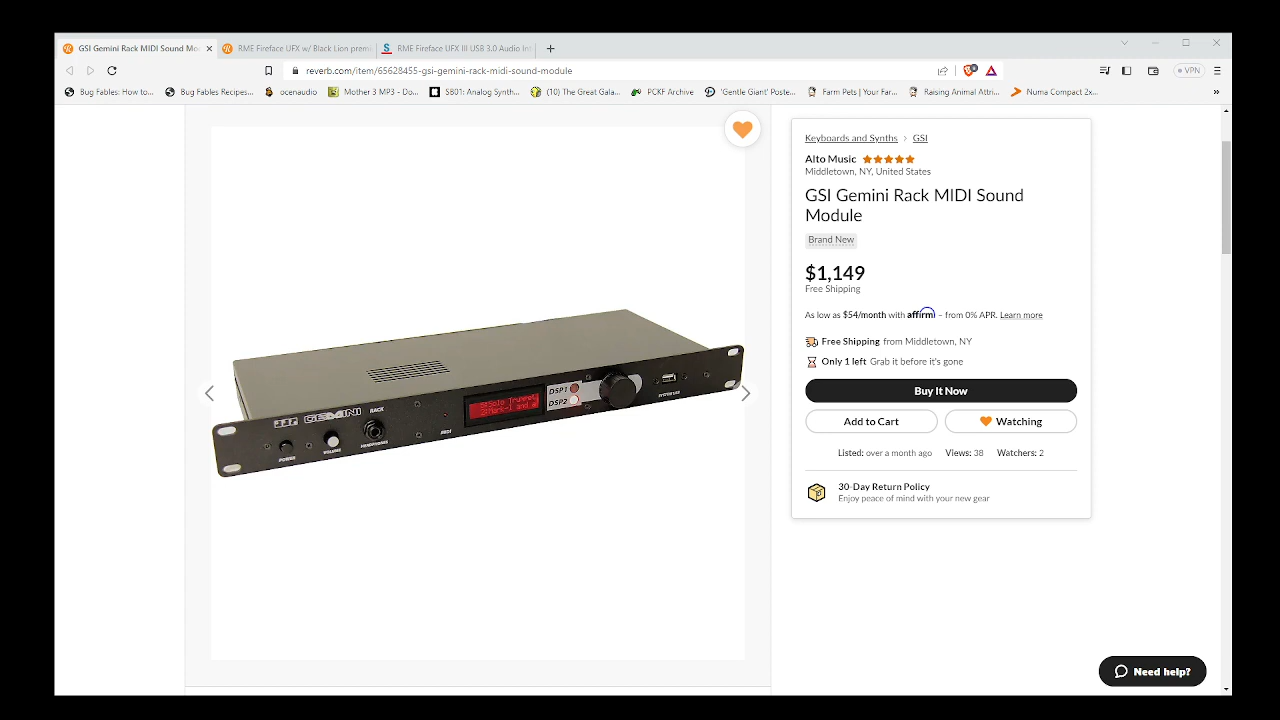 GSI Gemini Rack MIDI Sound Mo
RME Fireface UFX w/ Black Lion premi
RME Fireface UFX III USB 3.0 Audio Int
reverb.com/item/65628455-gsi-gemini-rack-midi-sound-module
VPN
Bug Fables: How to...
Bug Fables Recipes...
ocenaudio
Mother 3 MP3 - Do...
SB01: Analog Synth...
(10) The Great Gala...
PCKF Archive
'Gentle Giant' Poste...
Farm Pets | Your Far...
Raising Animal Attri...
Numa Compact 2x...
»
Keyboards and Synths > GSI
Alto Music ★★★★★
Middletown, NY, United States
GSI Gemini Rack MIDI Sound
Module
Brand New
$1,149
Free Shipping
As low as $54/month with affirm – from 0% APR. Learn more
Free Shipping from Middletown, NY
Only 1 left Grab it before it's gone
Buy It Now
Add to Cart
Watching
Listed: over a month ago Views: 38 Watchers: 2
30-Day Return Policy
Enjoy peace of mind with your new gear
GEMINI RACK
POWER
VOLUME
HEADPHONES
MIDI
DSP1
DSP2
SYSTEM USB
Need help?